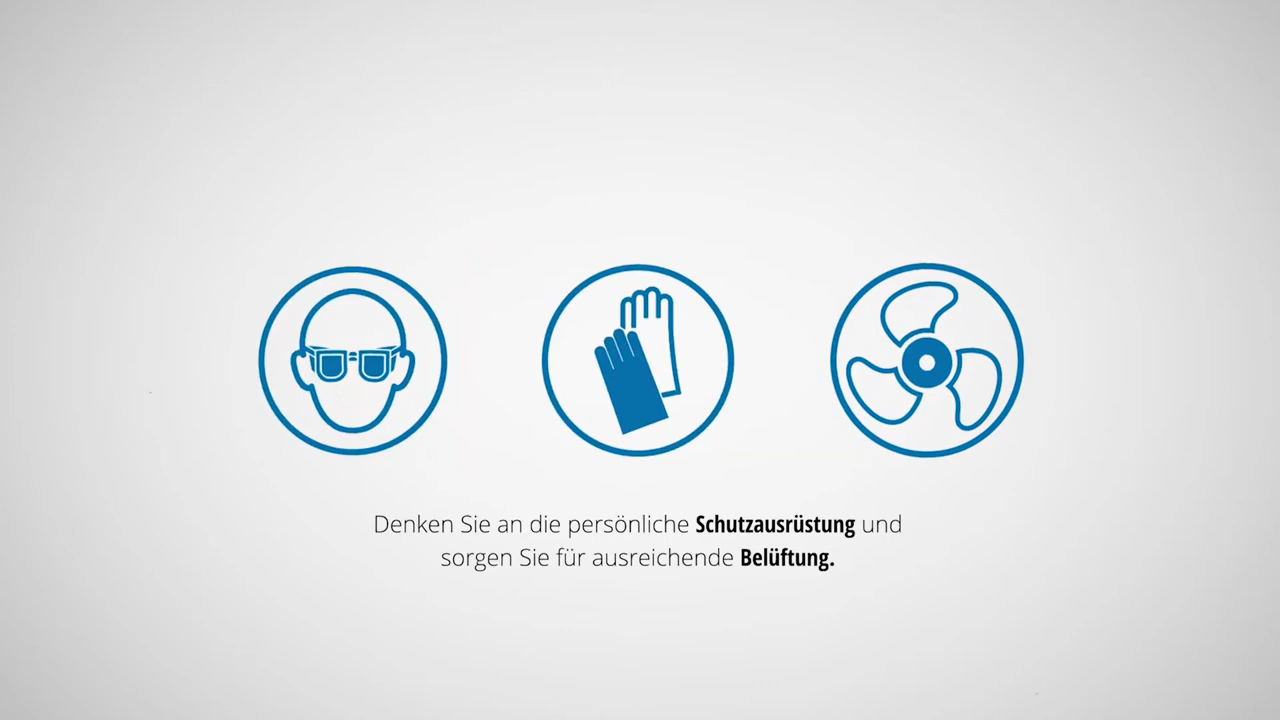 Denken Sie an die persönliche Schutzausrüstung und
sorgen Sie für ausreichende Belüftung.